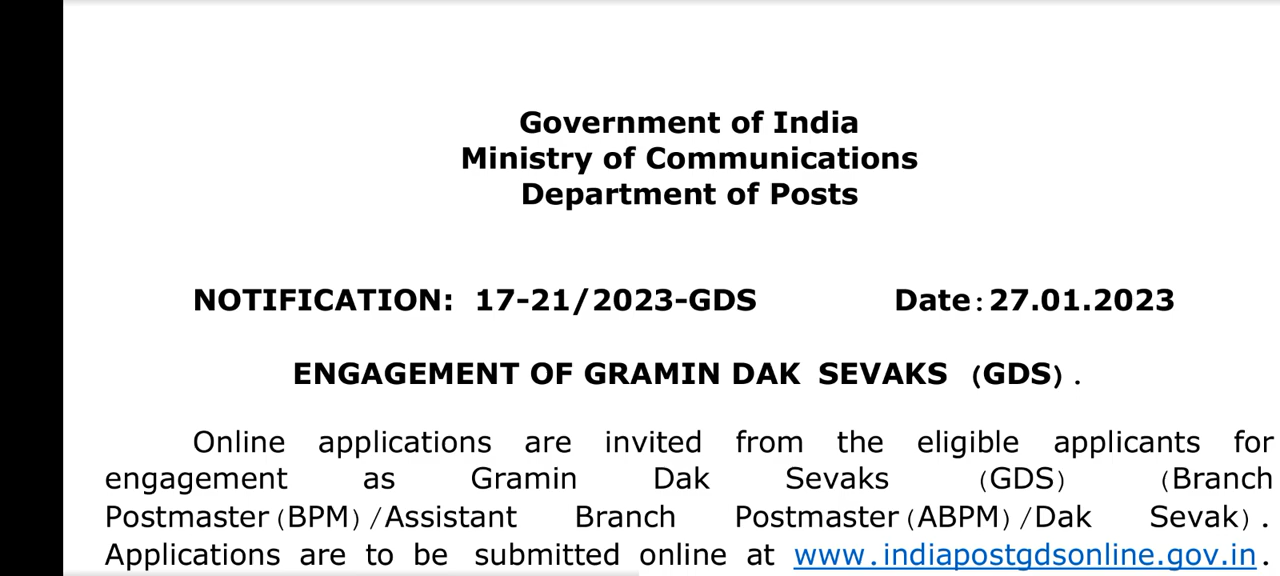 Government of India
Ministry of Communications
Department of Posts
NOTIFICATION: 17-21/2023-GDS Date:27.01.2023
ENGAGEMENT OF GRAMIN DAK SEVAKS (GDS).
Online applications are invited from the eligible applicants for
engagement as Gramin Dak Sevaks (GDS) (Branch
Postmaster(BPM)/Assistant Branch Postmaster(ABPM)/Dak Sevak).
Applications are to be submitted online at www.indiapostgdsonline.gov.in.